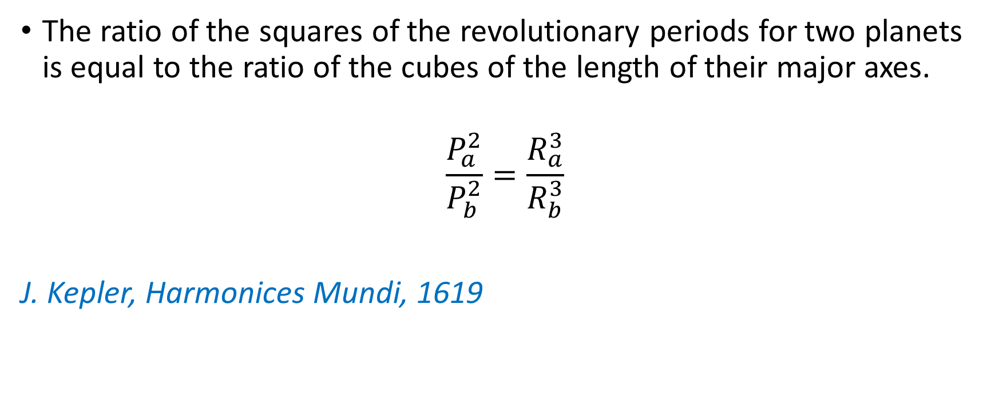 • The ratio of the squares of the revolutionary periods for two planets
is equal to the ratio of the cubes of the length of their major axes.
$\frac{P_a^2}{P_b^2} = \frac{R_a^3}{R_b^3}$
J. Kepler, Harmonices Mundi, 1619